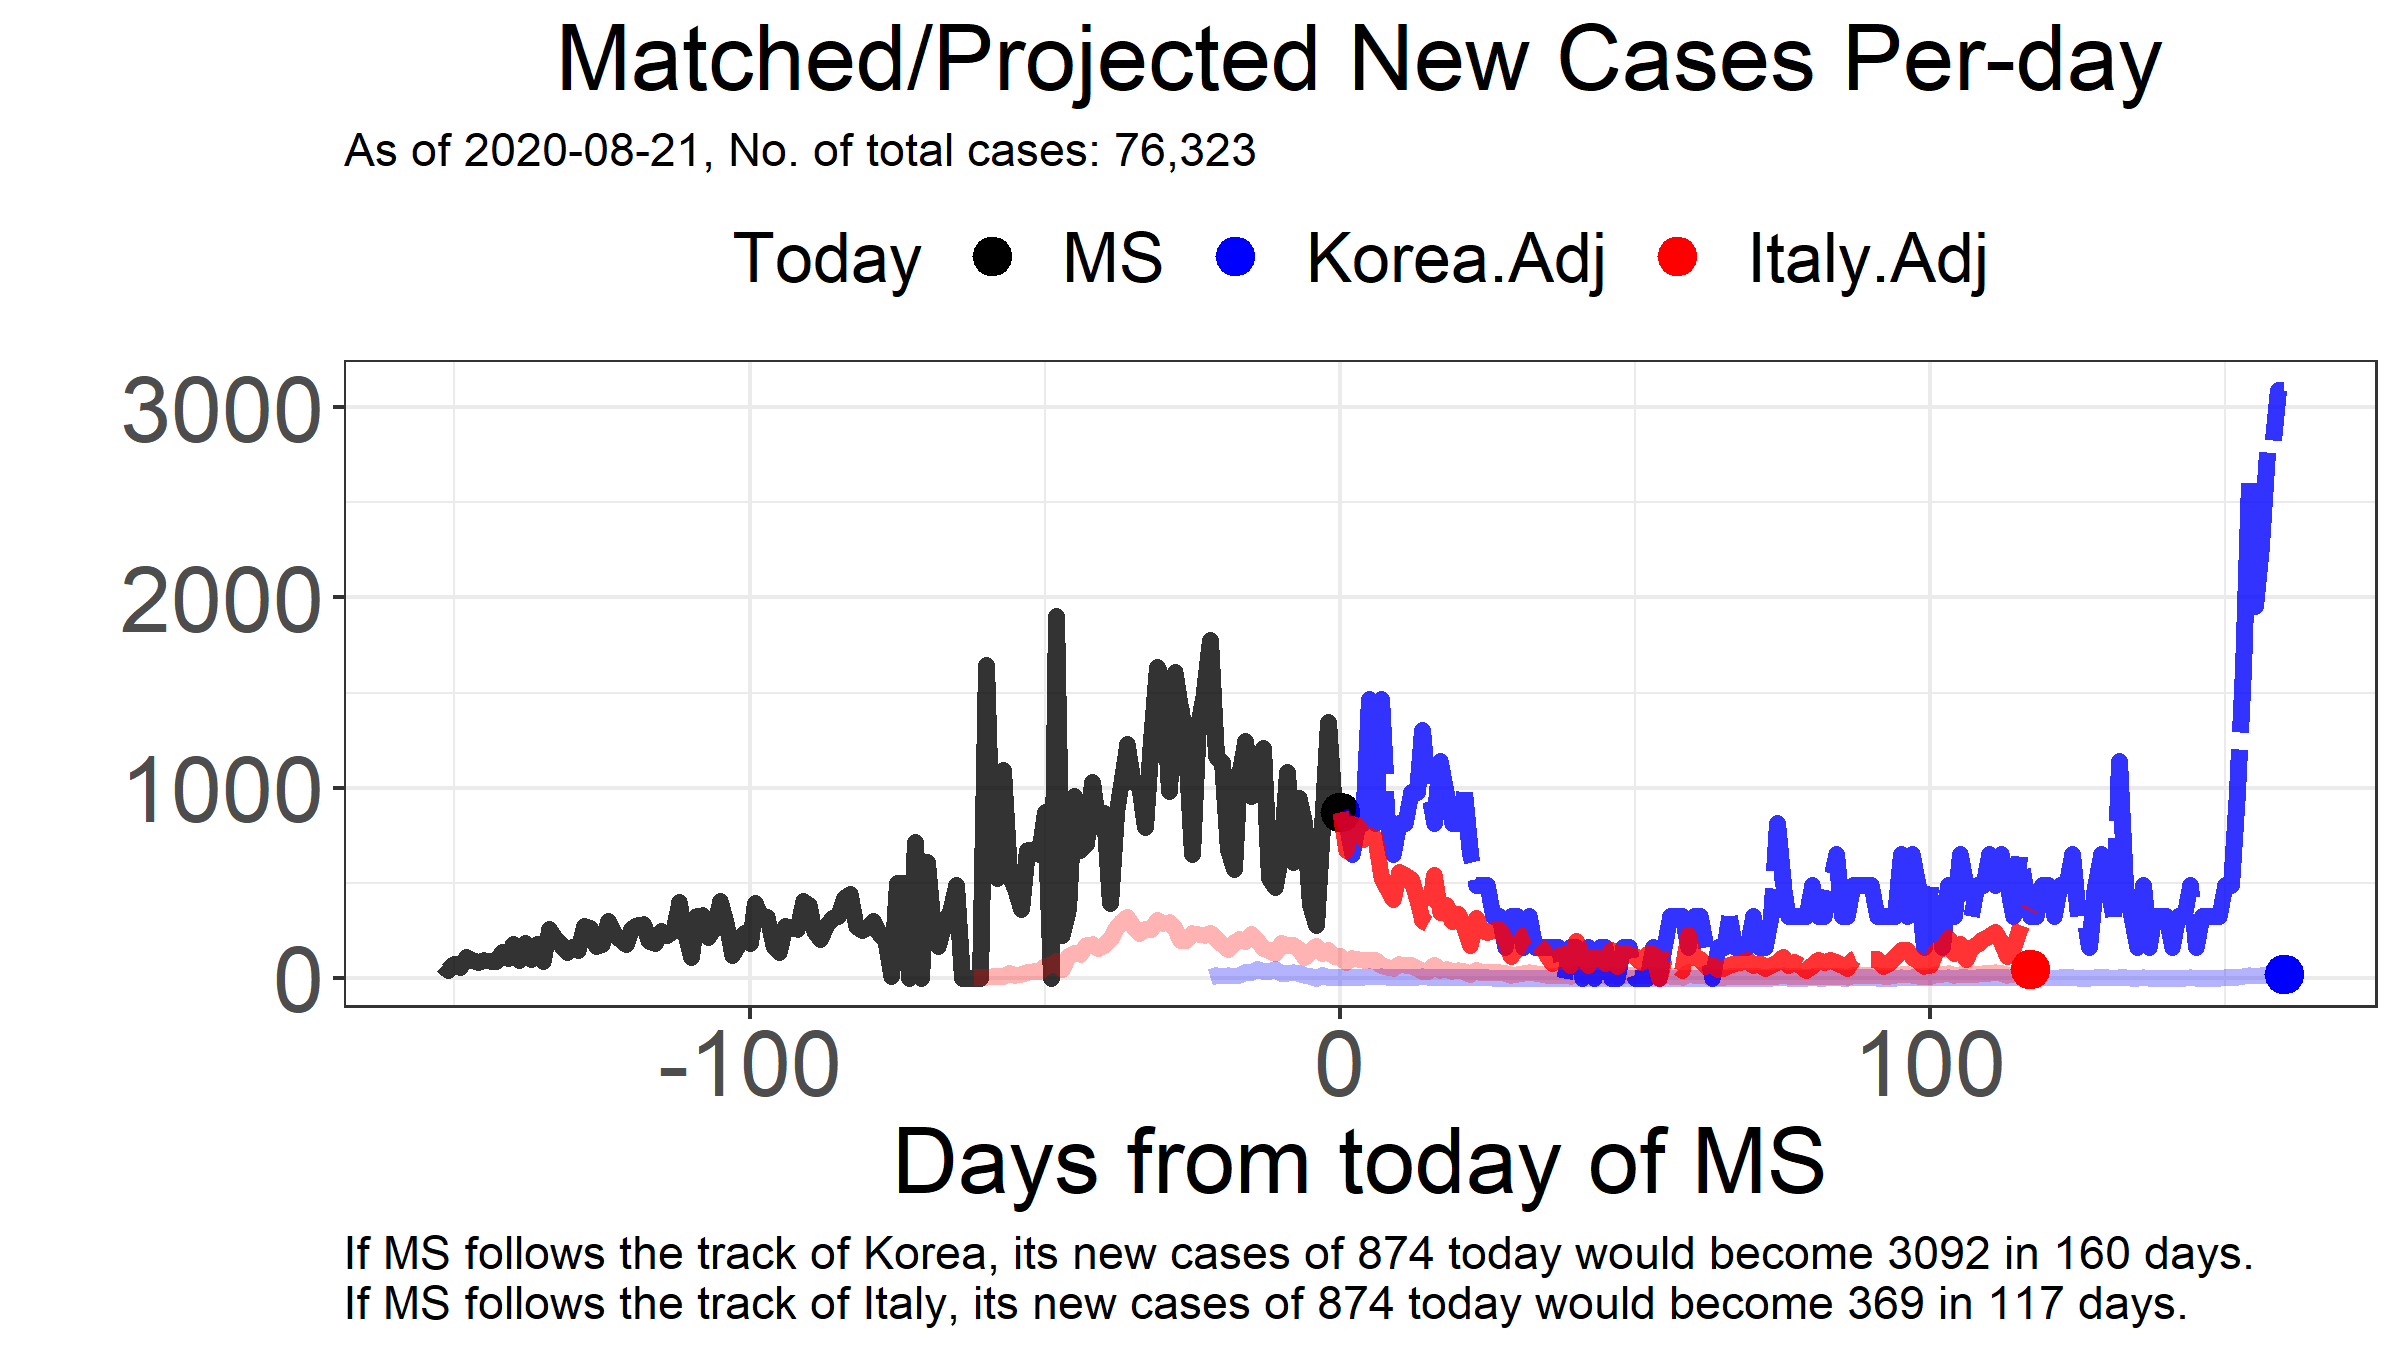 Matched/Projected New Cases Per-day
As of 2020-08-21, No. of total cases: 76,323
Today MS Korea.Adj Italy.Adj
3000
2000
1000
0
-100 0 100
Days from today of MS
If MS follows the track of Korea, its new cases of 874 today would become 3092 in 160 days.
If MS follows the track of Italy, its new cases of 874 today would become 369 in 117 days.